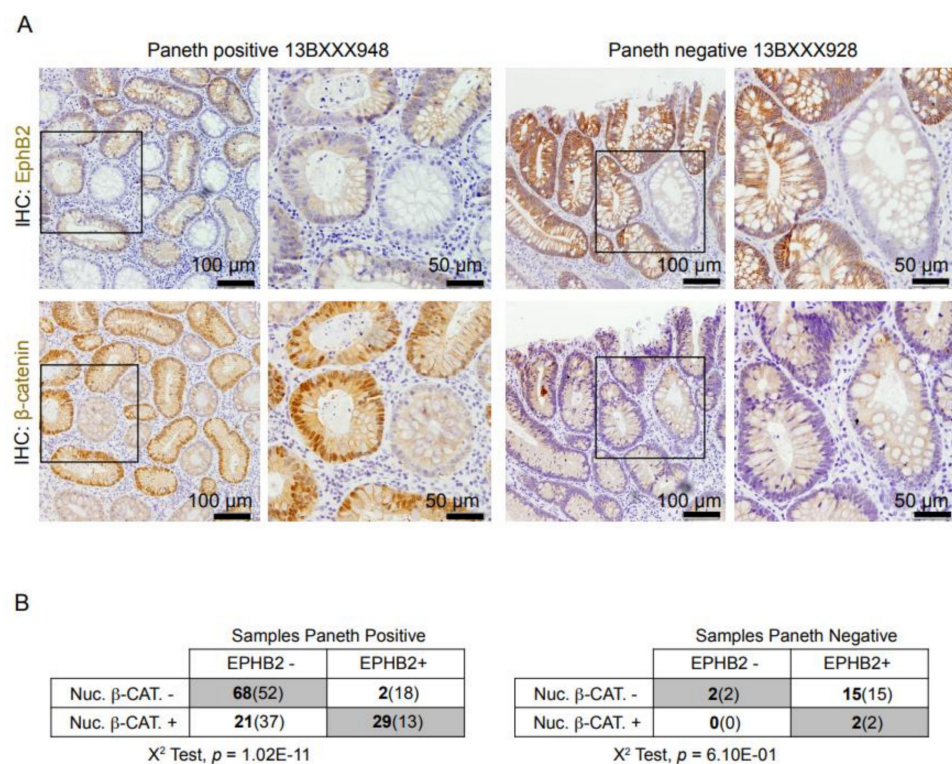 A
Paneth positive 13BXXX948 Paneth negative 13BXXX928
IHC: EphB2
100 µm 50 µm 100 µm 50 µm
IHC: β-catenin
100 µm 50 µm 100 µm 50 µm
B
Samples Paneth Positive
EPHB2 - EPHB2+
Nuc. β-CAT. - 68(52) 2(18)
Nuc. β-CAT. + 21(37) 29(13)
X² Test, p = 1.02E-11
Samples Paneth Negative
EPHB2 - EPHB2+
Nuc. β-CAT. - 2(2) 15(15)
Nuc. β-CAT. + 0(0) 2(2)
X² Test, p = 6.10E-01